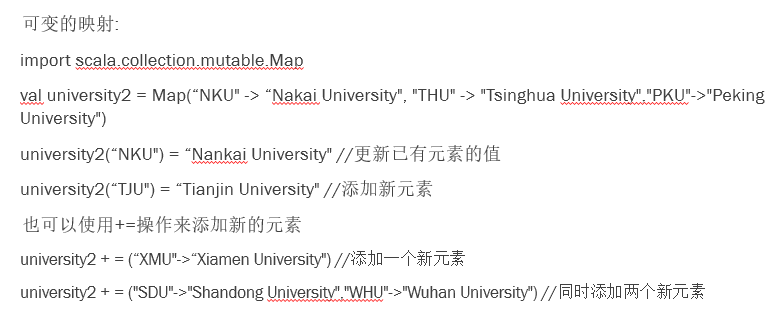 可变的映射:
import scala.collection.mutable.Map
val university2 = Map(“NKU" -> “Nakai University", "THU" -> "Tsinghua University","PKU"->"Peking
University")
university2(“NKU") = “Nankai University" //更新已有元素的值
university2(“TJU") = “Tianjin University" //添加新元素
也可以使用+=操作来添加新的元素
university2 + = (“XMU"->“Xiamen University") //添加一个新元素
university2 + = ("SDU"->"Shandong University","WHU"->"Wuhan University") // 同时添加两个新元素